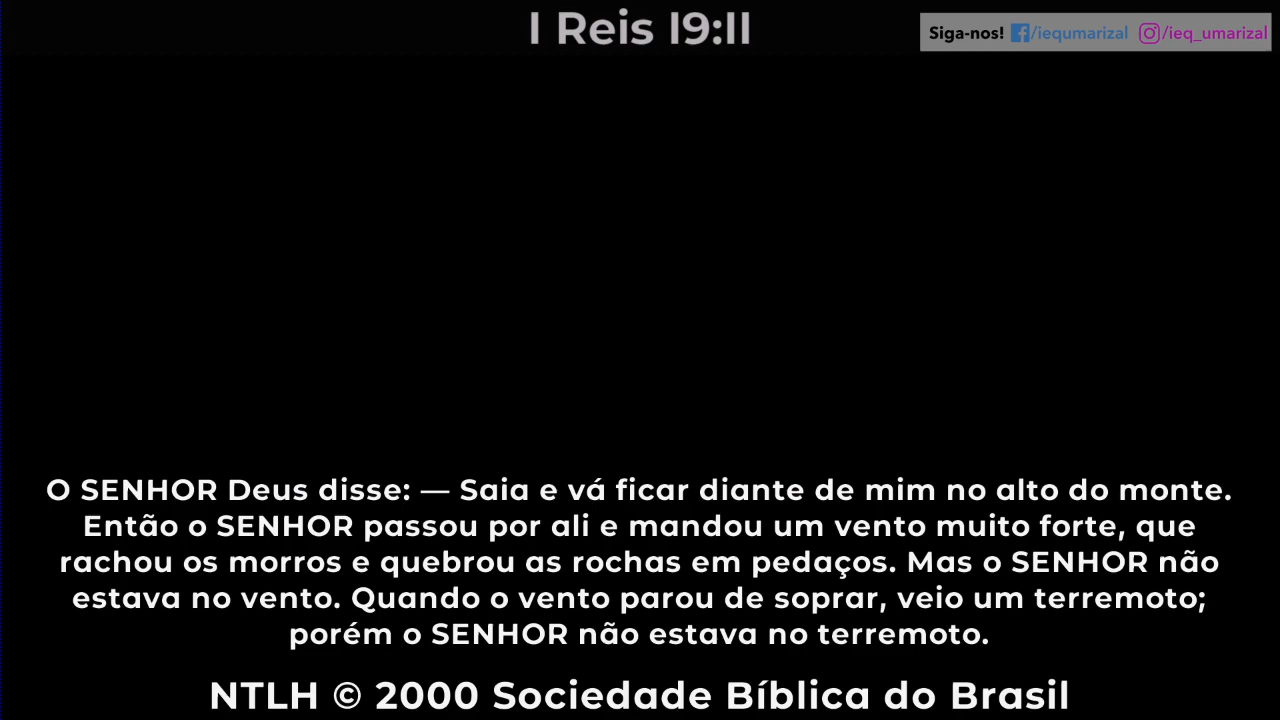 I Reis 19:11
Siga-nos! /iequmarizal /ieq_umarizal
O SENHOR Deus disse: — Saia e vá ficar diante de mim no alto do monte.
Então o SENHOR passou por ali e mandou um vento muito forte, que
rachou os morros e quebrou as rochas em pedaços. Mas o SENHOR não
estava no vento. Quando o vento parou de soprar, veio um terremoto;
porém o SENHOR não estava no terremoto.
NTLH © 2000 Sociedade Bíblica do Brasil